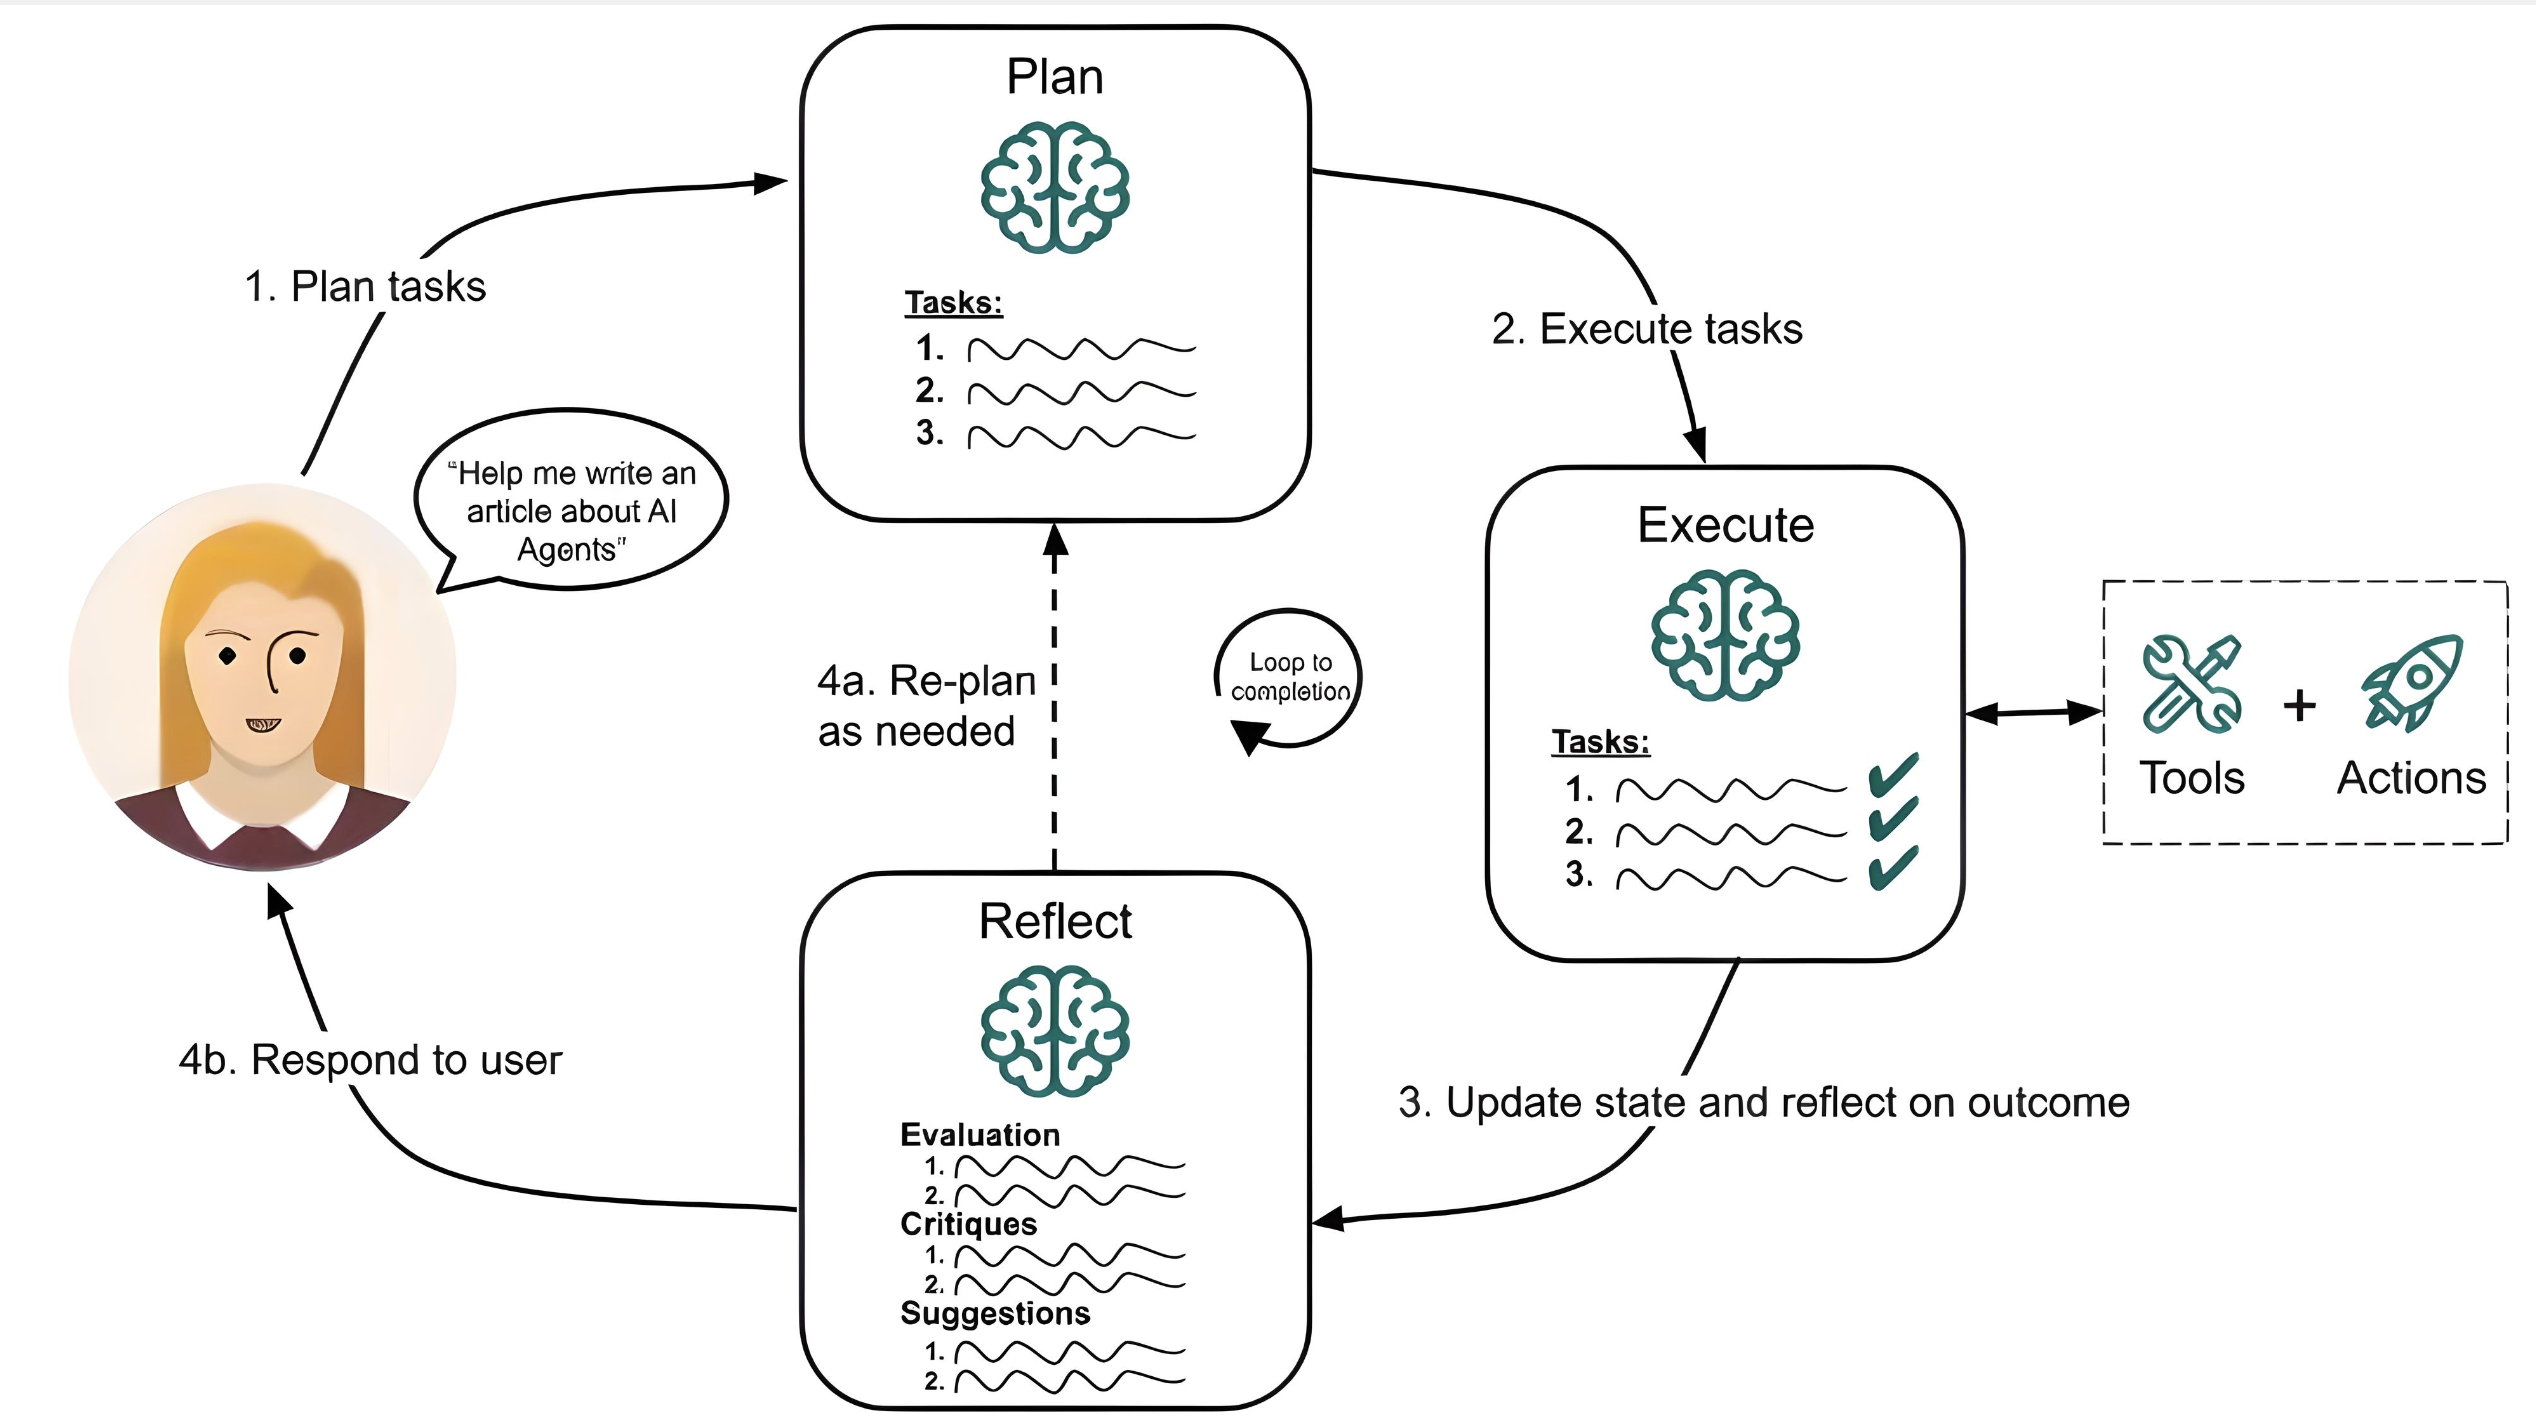 Plan
Tasks:
1.
2.
3.
1. Plan tasks
"Help me write an
article about AI
Agents"
2. Execute tasks
Execute
Tasks:
1.
2.
3.
Tools
+
Actions
4a. Re-plan
as needed
Loop to
completion
Reflect
Evaluation
1.
2.
Critiques
1.
2.
Suggestions
1.
2.
3. Update state and reflect on outcome
4b. Respond to user